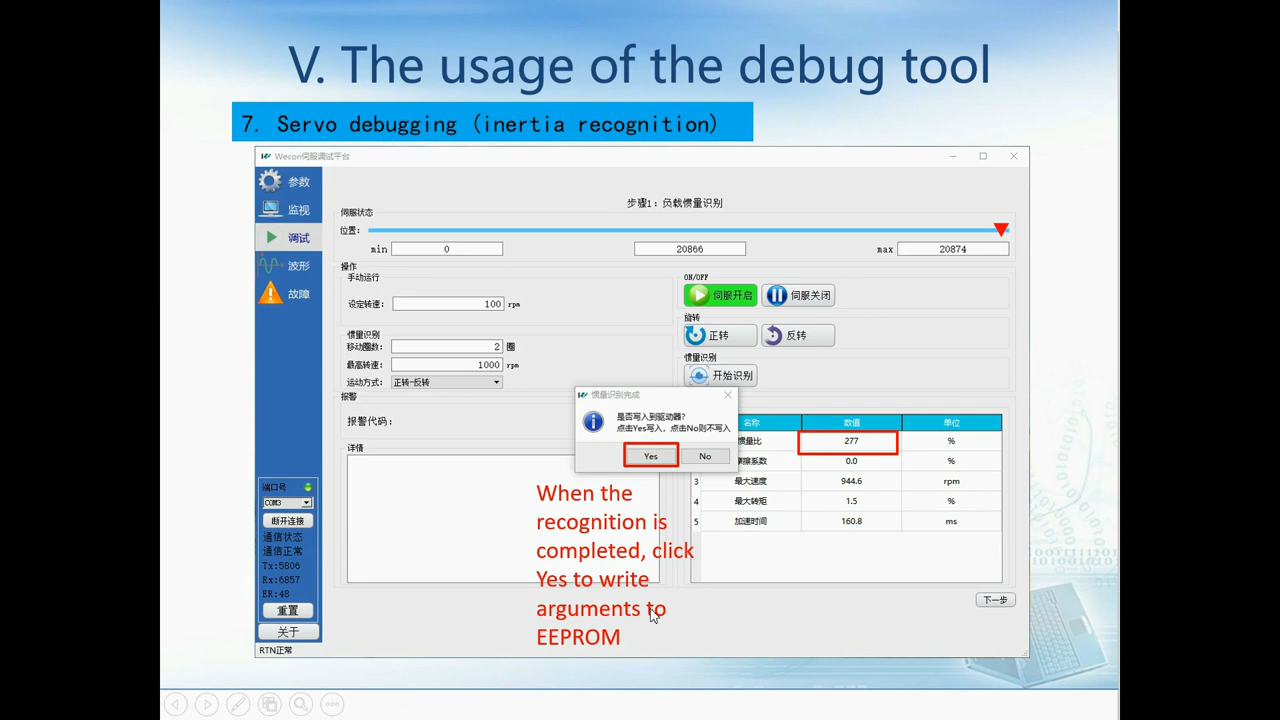 V. The usage of the debug tool
7. Servo debugging (inertia recognition)
Wecon伺服调试平台
参数
监视
调试
波形
故障
步骤1：负载惯量识别
伺服状态
位置：
min 0 20866 max 20874
操作
手动运行
设定转速： 100 rpm
惯量识别
移动圈数： 2 圈
最高转速： 1000 rpm
运动方式： 正转-反转
ON/OFF
伺服开启 伺服关闭
旋转
正转 反转
惯量识别
开始识别
报警
报警代码：
详情
惯量识别完成
是否写入到驱动器?
点击Yes写入，点击No则不写入
Yes No
名称 数值 单位
惯量比 277 %
摩擦系数 0.0 %
3 最大速度 944.6 rpm
4 最大转矩 1.5 %
5 加速时间 160.8 ms
When the
recognition is
completed, click
Yes to write
arguments to
EEPROM
下一步
端口号
COM3
断开连接
通信状态
通信正常
Tx:5806
Rx:6857
ER:48
重置
关于
RTN正常